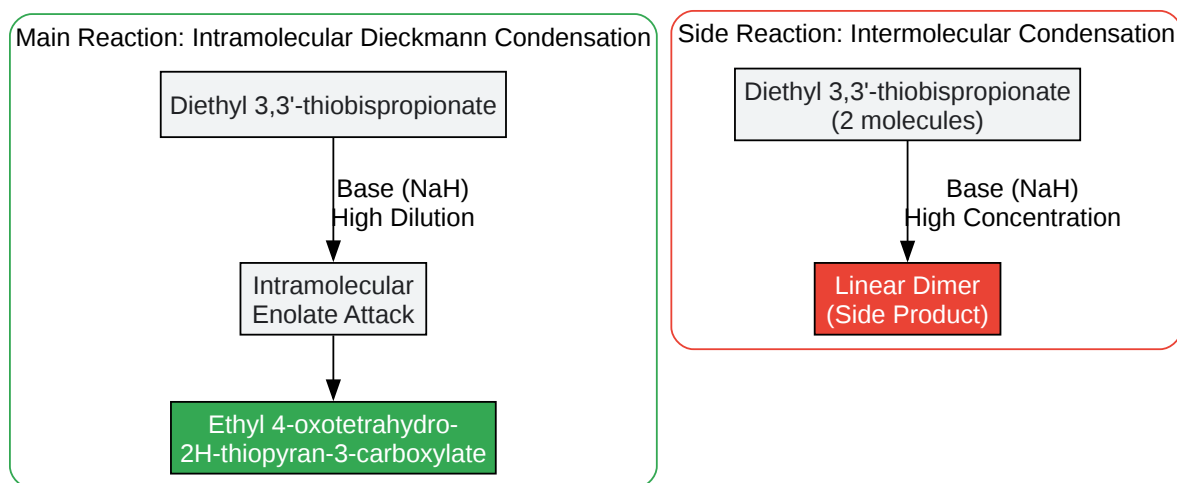 Main Reaction: Intramolecular Dieckmann Condensation
Diethyl 3,3'-thiobispropionate
Base (NaH)
High Dilution
Intramolecular
Enolate Attack
Ethyl 4-oxotetrahydro-
2H-thiopyran-3-carboxylate
Side Reaction: Intermolecular Condensation
Diethyl 3,3'-thiobispropionate
(2 molecules)
Base (NaH)
High Concentration
Linear Dimer
(Side Product)